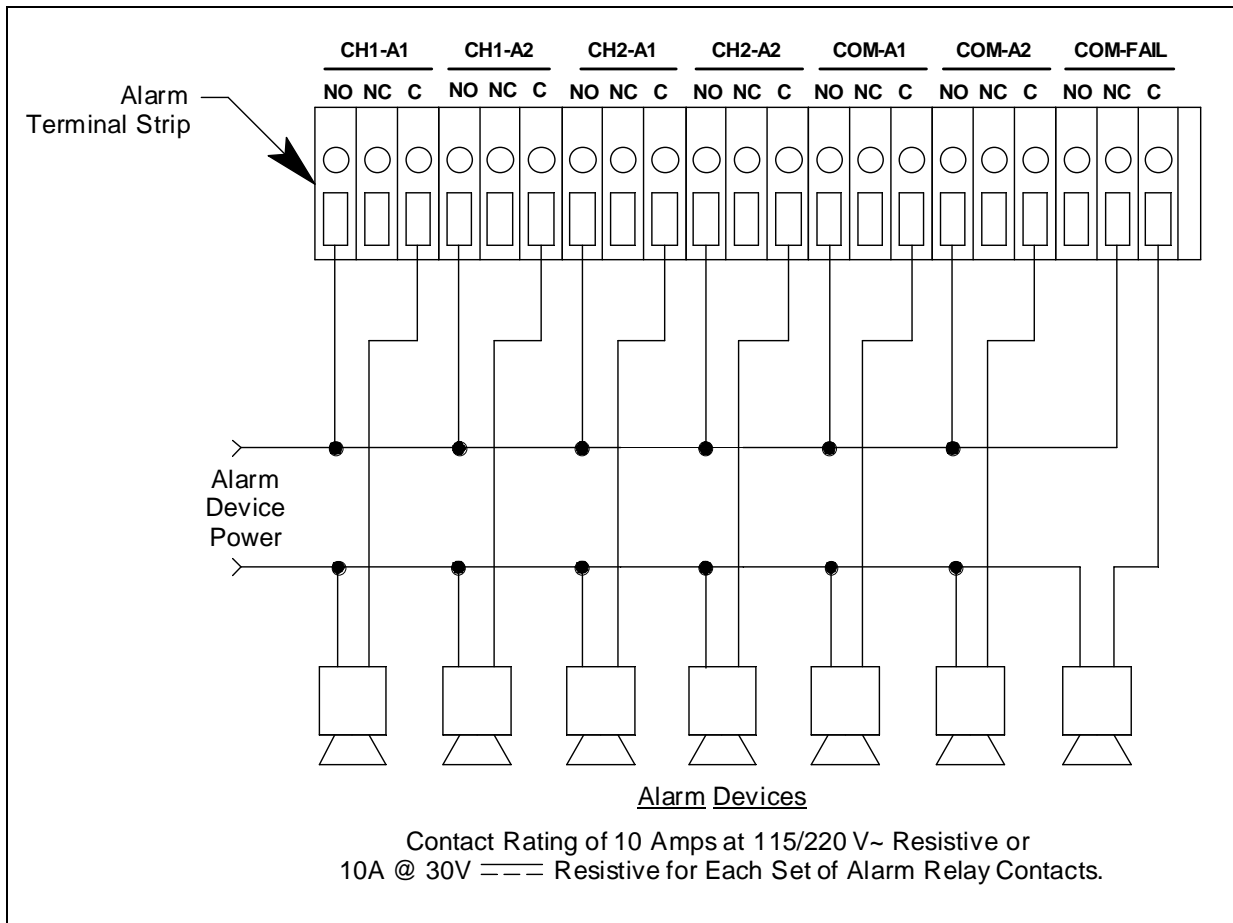 CH1-A1 CH1-A2 CH2-A1 CH2-A2 COM-A1 COM-A2 COM-FAIL
NO NC C NO NC C NO NC C NO NC C NO NC C NO NC C NO NC C
Alarm
Terminal Strip
Alarm
Device
Power
Alarm Devices
Contact Rating of 10 Amps at 115/220 V~ Resistive or
10A @ 30V ⎓ Resistive for Each Set of Alarm Relay Contacts.